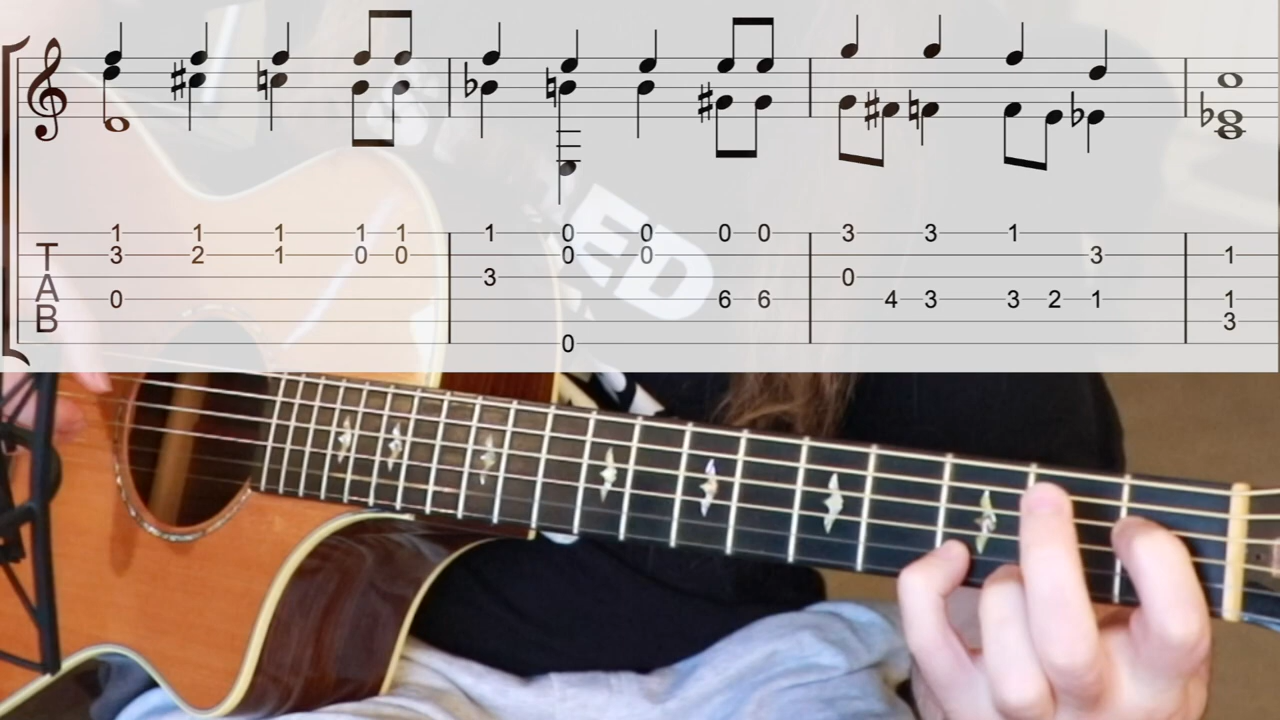 1 1 1 1 1 1 0 0 0 0 3 3 1
T 3 2 1 0 0 0 0 3 1
A 3 0
B 0 6 6 4 3 3 2 1 1
3
0